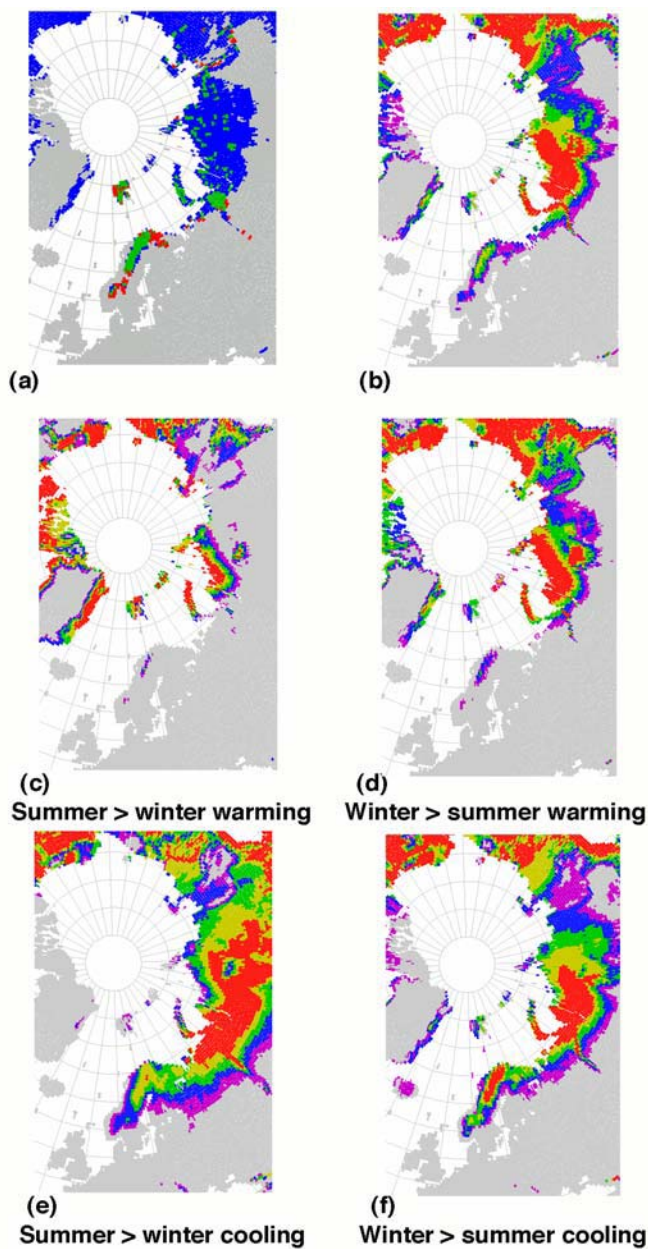 (a)
(b)
(c)
(d)
Summer > winter warming
Winter > summer warming
(e)
(f)
Summer > winter cooling
Winter > summer cooling